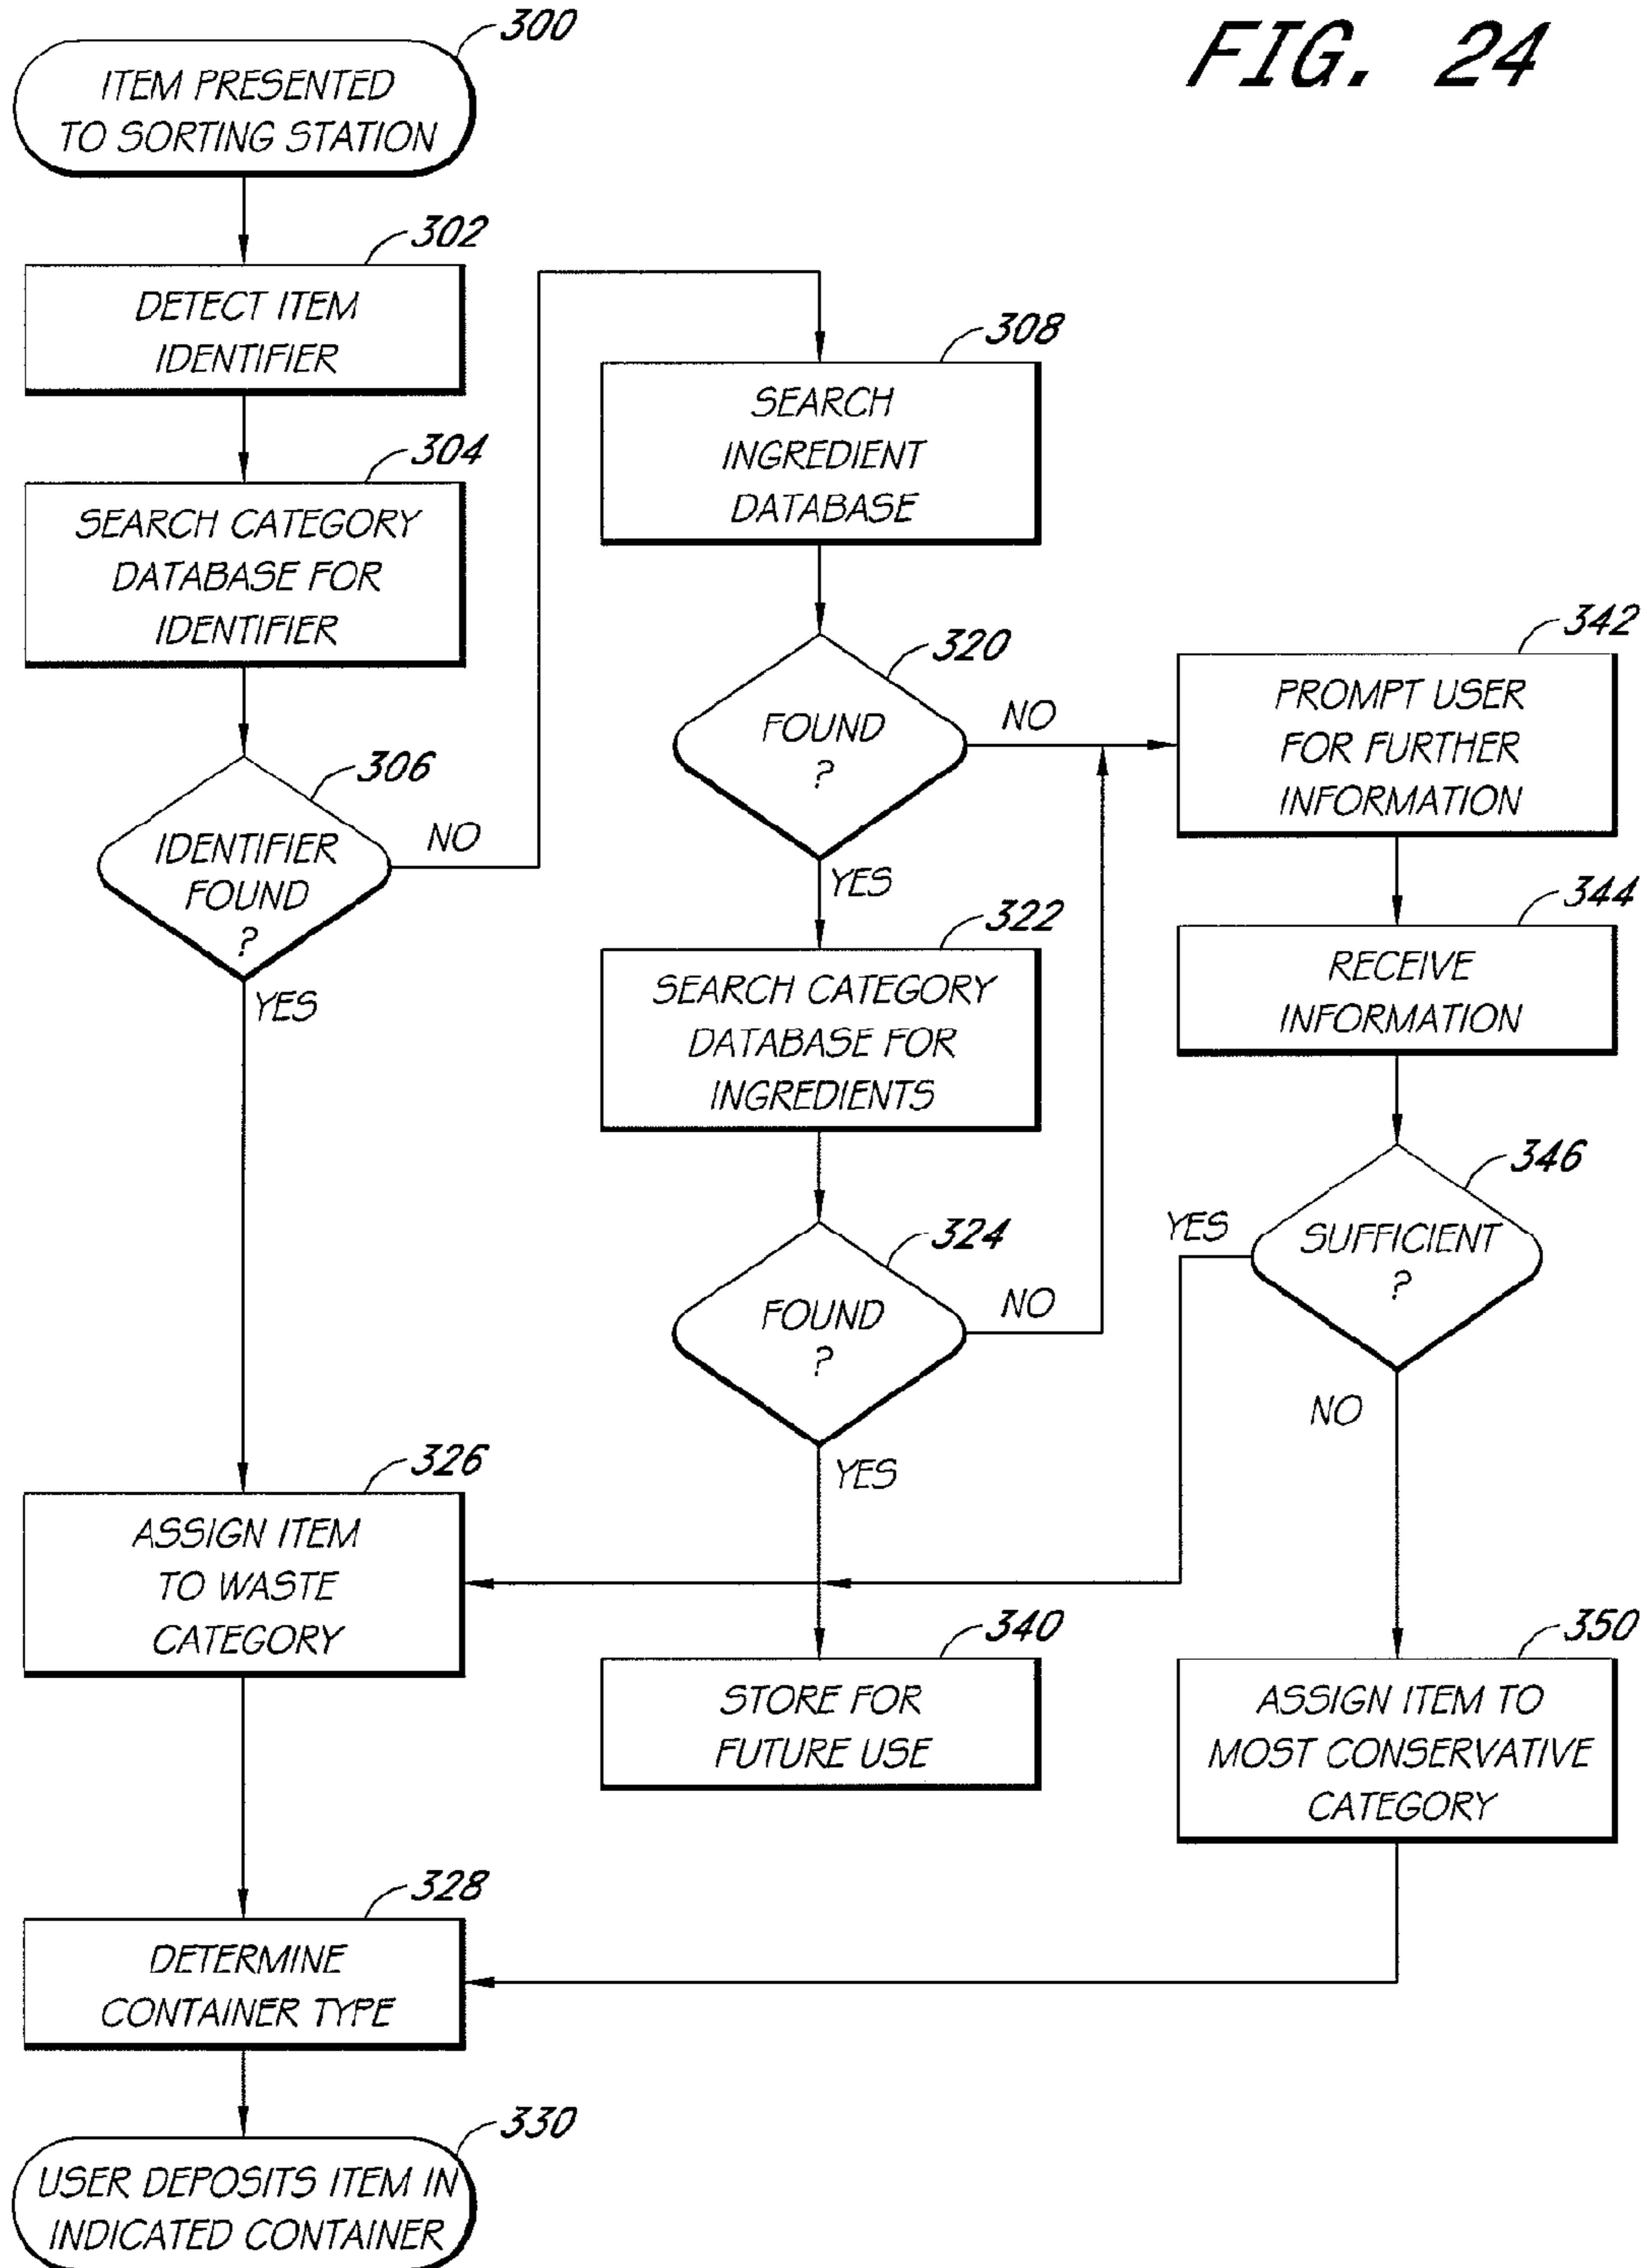 FIG. 24
300
ITEM PRESENTED
TO SORTING STATION
302
DETECT ITEM
IDENTIFIER
304
SEARCH CATEGORY
DATABASE FOR
IDENTIFIER
306
IDENTIFIER
FOUND
?
NO
YES
308
SEARCH
INGREDIENT
DATABASE
320
FOUND
?
NO
YES
322
SEARCH CATEGORY
DATABASE FOR
INGREDIENTS
324
FOUND
?
NO
YES
342
PROMPT USER
FOR FURTHER
INFORMATION
344
RECEIVE
INFORMATION
346
SUFFICIENT
?
YES
NO
326
ASSIGN ITEM
TO WASTE
CATEGORY
340
STORE FOR
FUTURE USE
350
ASSIGN ITEM TO
MOST CONSERVATIVE
CATEGORY
328
DETERMINE
CONTAINER TYPE
330
USER DEPOSITS ITEM IN
INDICATED CONTAINER